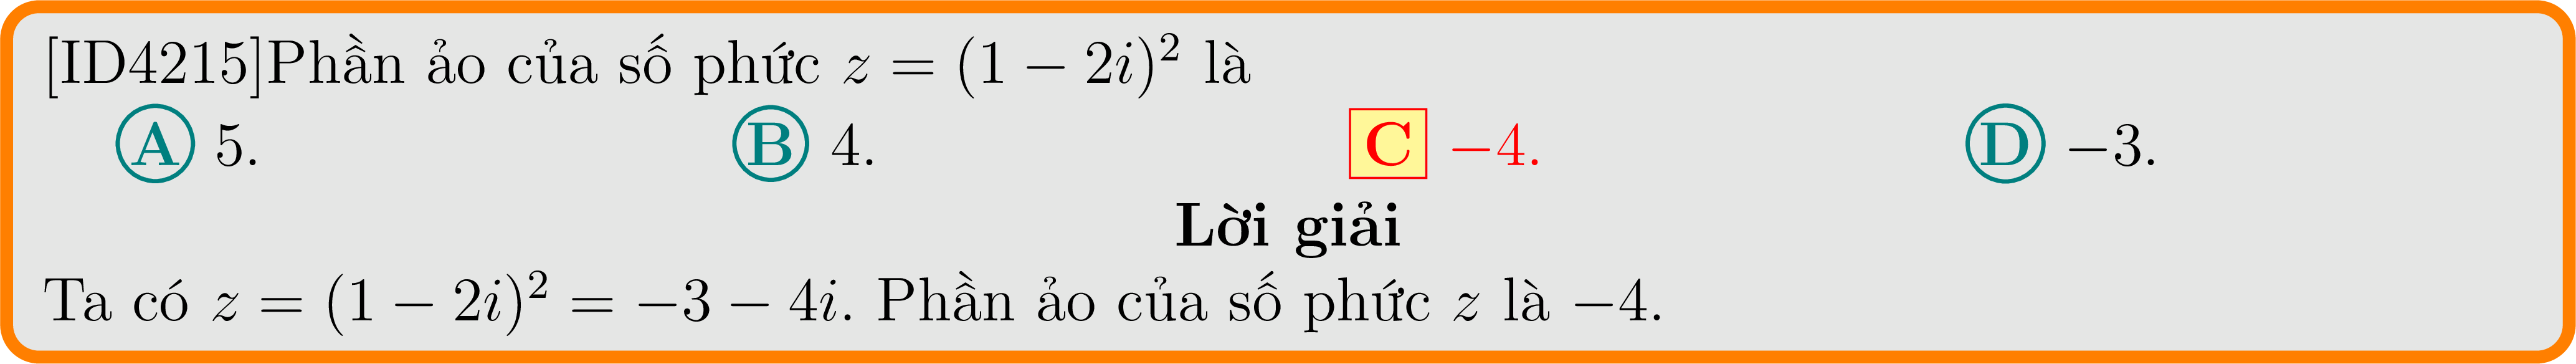 [ID4215]Phần ảo của số phức z = (1 − 2i)² là
A 5. B 4. C −4. D −3.
Lời giải
Ta có z = (1 − 2i)² = −3 − 4i. Phần ảo của số phức z là −4.